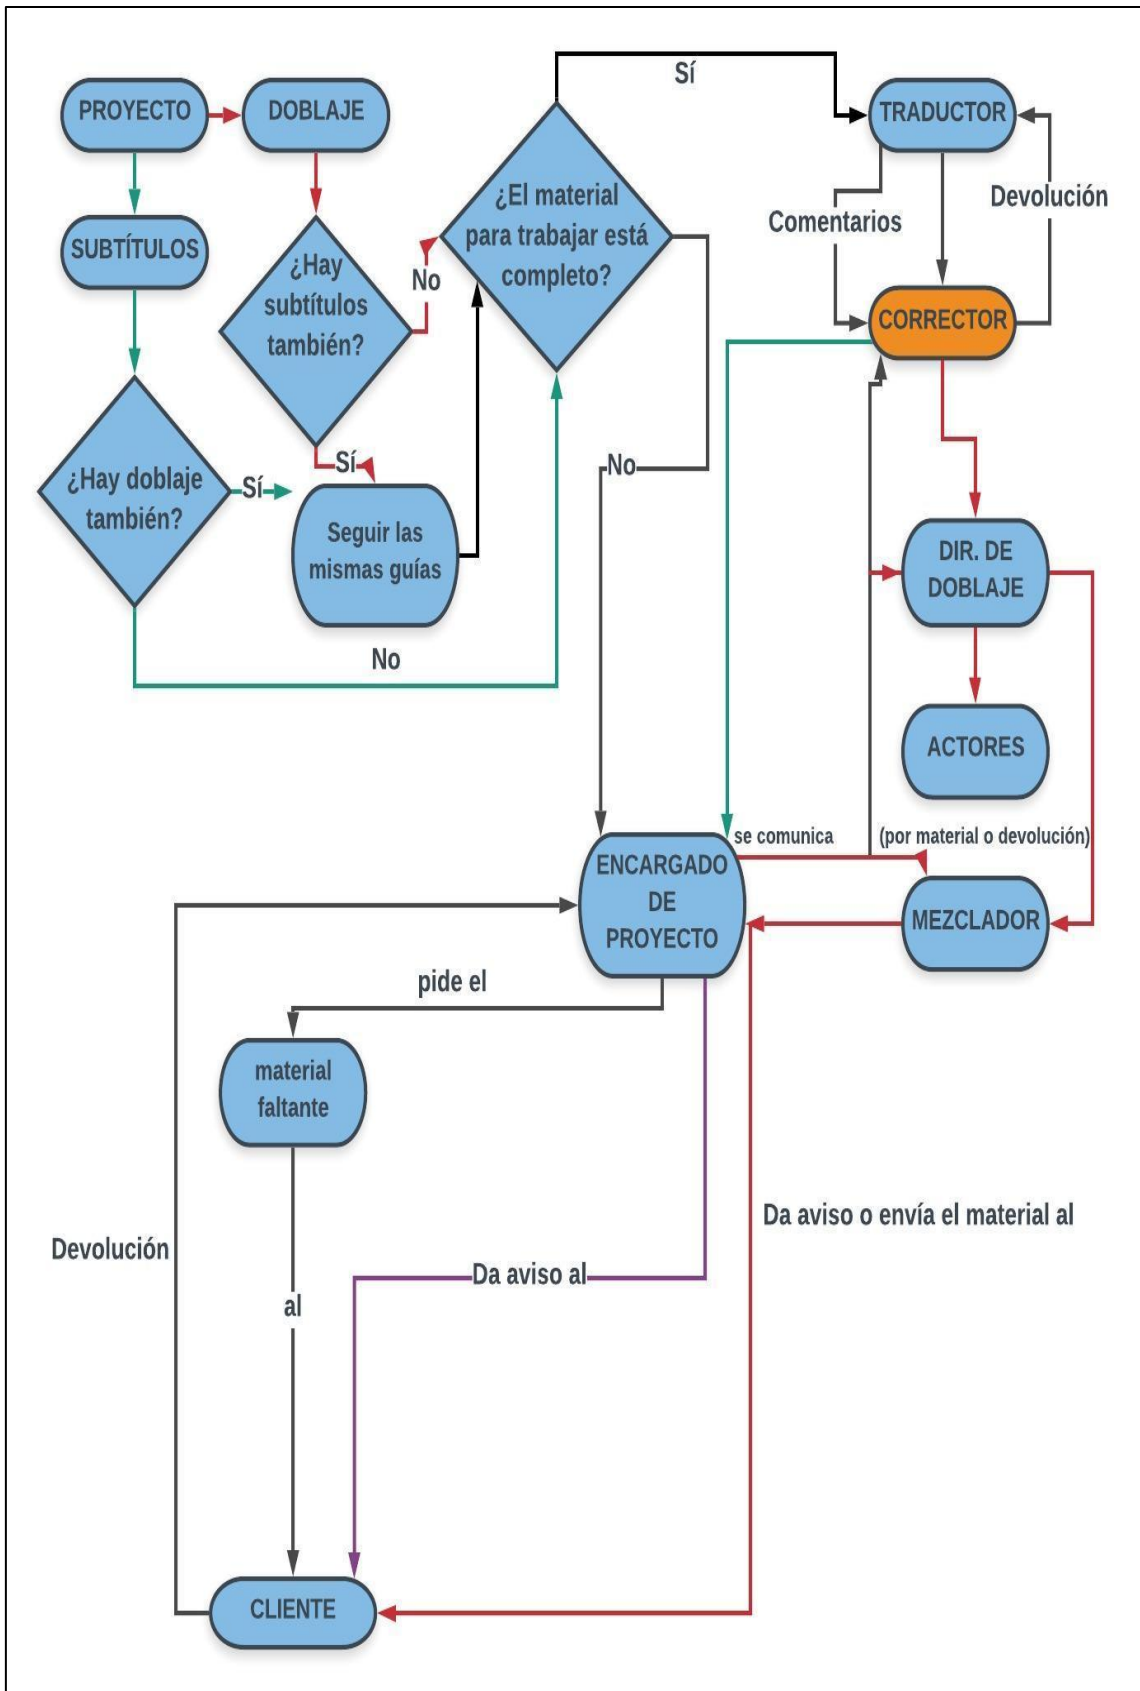 PROYECTO
DOBLAJE
Sí
TRADUCTOR
SUBTÍTULOS
¿Hay
subtítulos
también?
No
¿El material
para trabajar está
completo?
Comentarios
Devolución
CORRECTOR
¿Hay doblaje
también?
Sí
Sí
Seguir las
mismas guías
No
No
DIR. DE
DOBLAJE
ACTORES
se comunica
(por material o devolución)
ENCARGADO
DE
PROYECTO
MEZCLADOR
pide el
material
faltante
Devolución
al
Da aviso al
Da aviso o envía el material al
CLIENTE